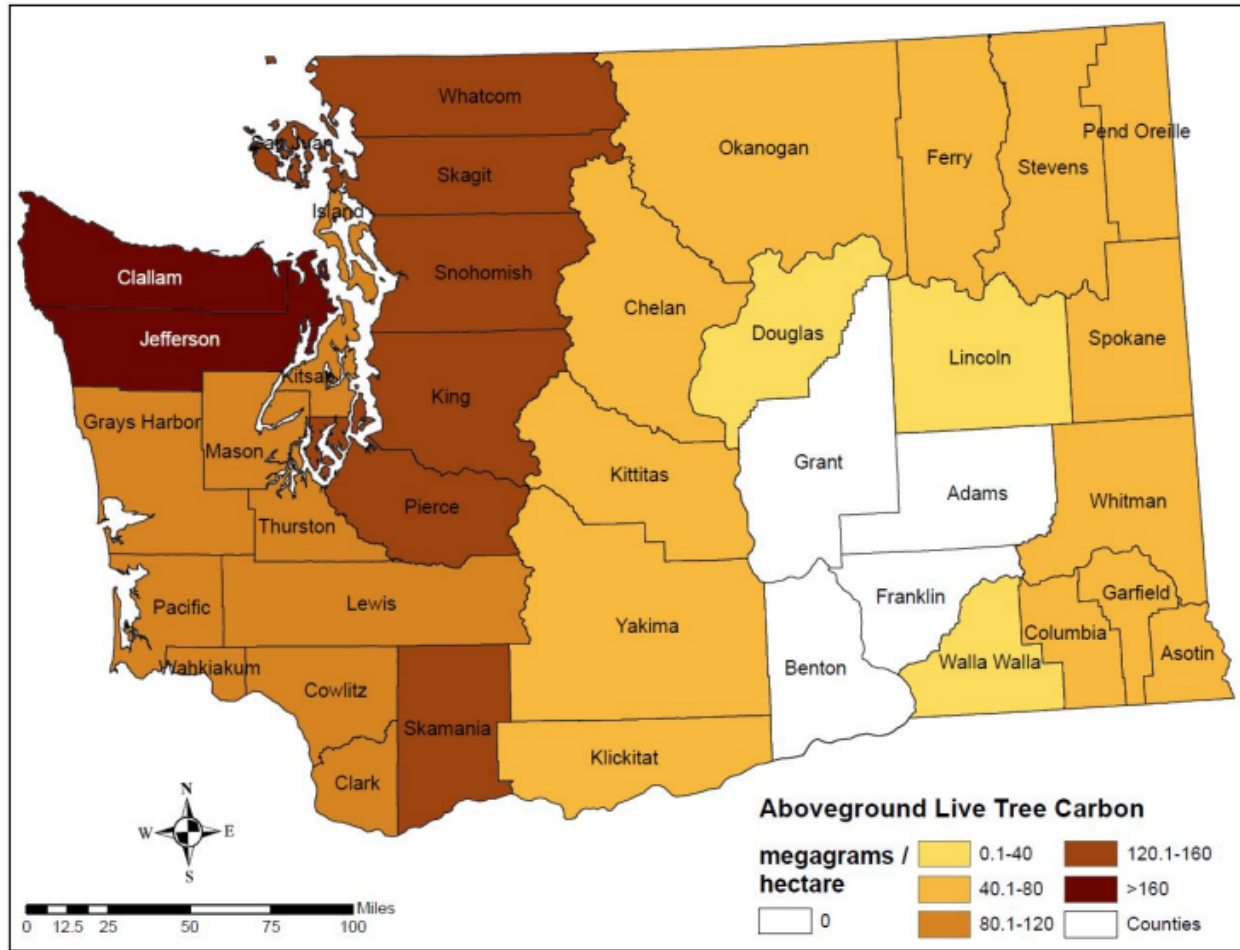 Whatcom
San Juan
Skagit
Island
Okanogan
Ferry
Stevens
Pend Oreille
Clallam
Snohomish
Chelan
Jefferson
Douglas
Lincoln
Spokane
Kitsap
King
Grays Harbor
Mason
Grant
Kittitas
Adams
Whitman
Pierce
Thurston
Pacific
Lewis
Yakima
Franklin
Garfield
Columbia
Asotin
Wahkiakum
Cowlitz
Benton
Walla Walla
Skamania
Klickitat
Clark
N
W
E
S
Miles
0 12.5 25 50 75 100
Aboveground Live Tree Carbon
megagrams /
hectare
0
0.1-40
40.1-80
80.1-120
120.1-160
>160
Counties